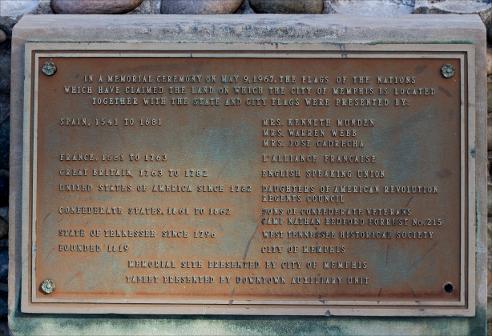 IN A MEMORIAL CEREMONY ON MAY 9, 1967, THE FLAGS OF THE NATIONS
WHICH HAVE CLAIMED THE LAND ON WHICH THE CITY OF MEMPHIS IS LOCATED
TOGETHER WITH THE STATE AND CITY FLAGS WERE PRESENTED BY:
SPAIN, 1541 TO 1681 MRS. KENNETH MUNDEN
MRS. WARREN WEBB
MRS. JOSE CADRECHA
FRANCE, 1681 TO 1763 L'ALLIANCE FRANCAISE
GREAT BRITAIN, 1763 TO 1782 ENGLISH SPEAKING UNION
UNITED STATES OF AMERICA SINCE 1782 DAUGHTERS OF AMERICAN REVOLUTION
REGENTS COUNCIL
CONFEDERATE STATES, 1861 TO 1862 SONS OF CONFEDERATE VETERANS
CAMP NATHAN BEDFORD FORREST No. 215
STATE OF TENNESSEE SINCE 1796 WEST TENNESSEE HISTORICAL SOCIETY
FOUNDED 1819 CITY OF MEMPHIS
MEMORIAL SITE PRESENTED BY CITY OF MEMPHIS
TABLET PRESENTED BY DOWNTOWN AUXILIARY UNIT